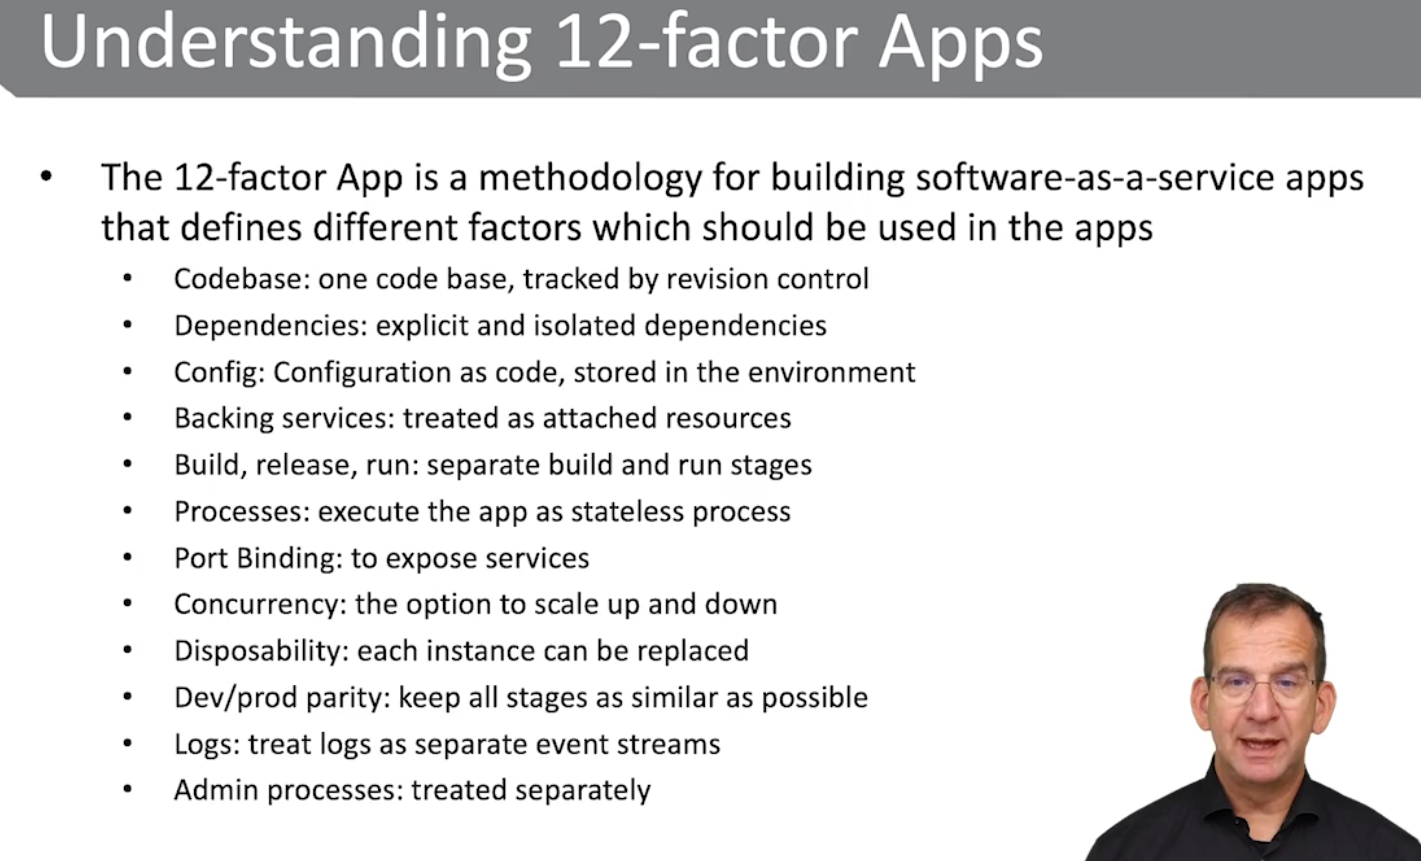 Understanding 12-factor Apps
• The 12-factor App is a methodology for building software-as-a-service apps
that defines different factors which should be used in the apps
• Codebase: one code base, tracked by revision control
• Dependencies: explicit and isolated dependencies
• Config: Configuration as code, stored in the environment
• Backing services: treated as attached resources
• Build, release, run: separate build and run stages
• Processes: execute the app as stateless process
• Port Binding: to expose services
• Concurrency: the option to scale up and down
• Disposability: each instance can be replaced
• Dev/prod parity: keep all stages as similar as possible
• Logs: treat logs as separate event streams
• Admin processes: treated separately